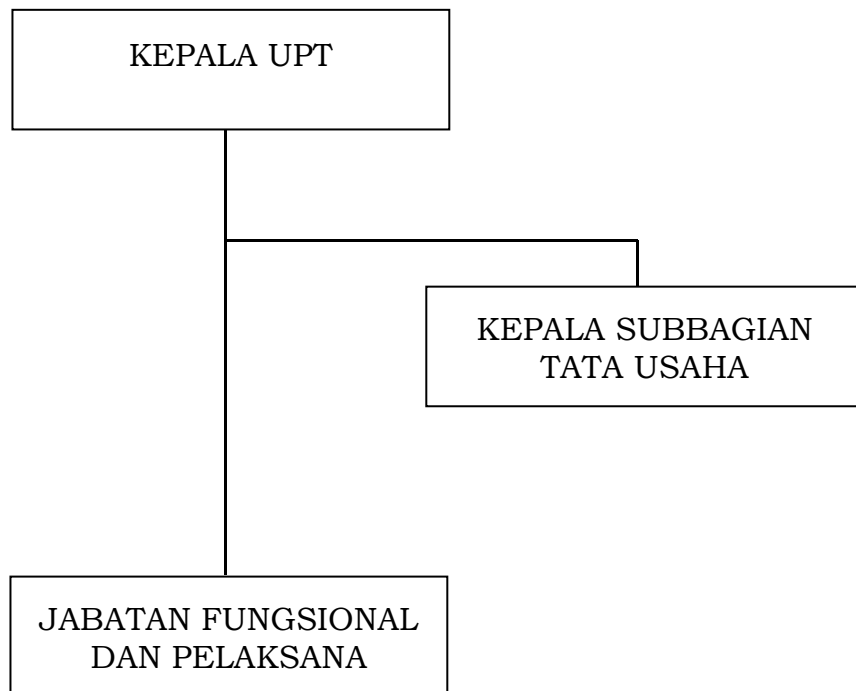 KEPALA UPT
KEPALA SUBBAGIAN
TATA USAHA
JABATAN FUNGSIONAL
DAN PELAKSANA